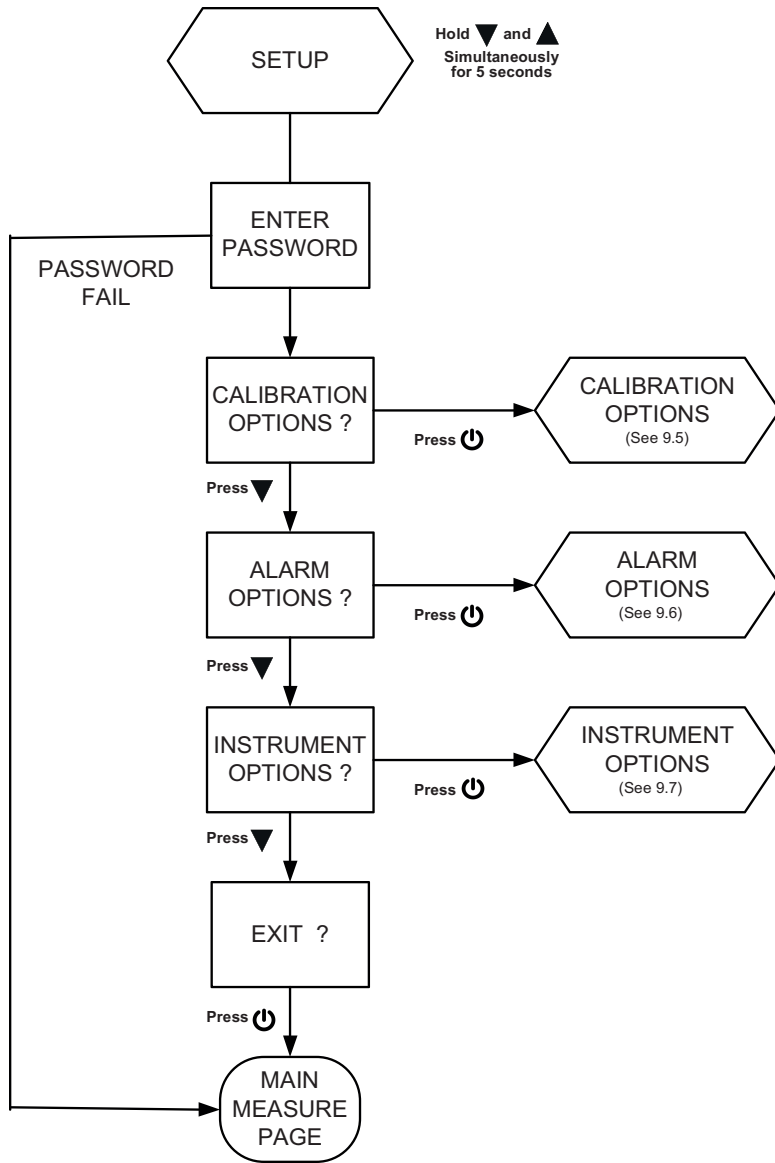 SETUP
Hold ▼ and ▲
Simultaneously
for 5 seconds
ENTER
PASSWORD
PASSWORD
FAIL
CALIBRATION
OPTIONS ?
Press ⏻
CALIBRATION
OPTIONS
(See 9.5)
Press ▼
ALARM
OPTIONS ?
Press ⏻
ALARM
OPTIONS
(See 9.6)
Press ▼
INSTRUMENT
OPTIONS ?
Press ⏻
INSTRUMENT
OPTIONS
(See 9.7)
Press ▼
EXIT ?
Press ⏻
MAIN
MEASURE
PAGE